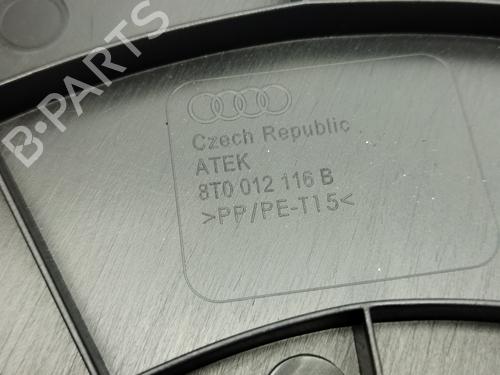 B·PARTS
Czech Republic
ATEK
8T0 012 116 B
>PP/PE-T15<